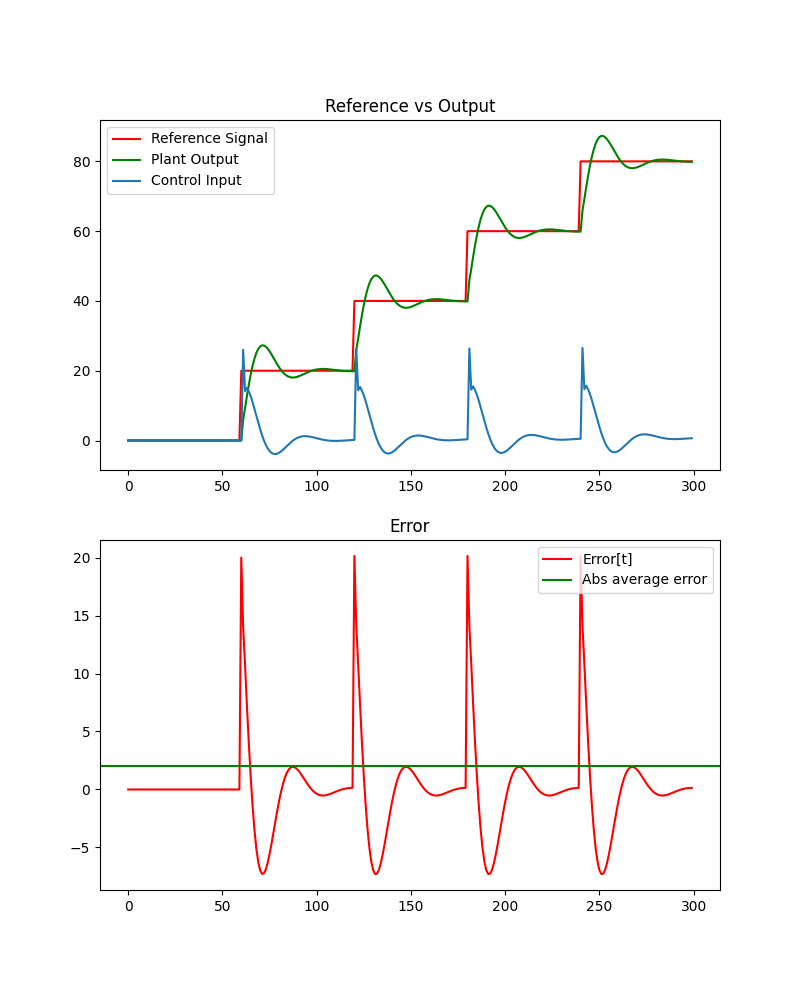 Reference vs Output
Reference Signal
Plant Output
Control Input
80
60
40
20
0
0 50 100 150 200 250 300
Error
Error[t]
Abs average error
20
15
10
5
0
−5
0 50 100 150 200 250 300